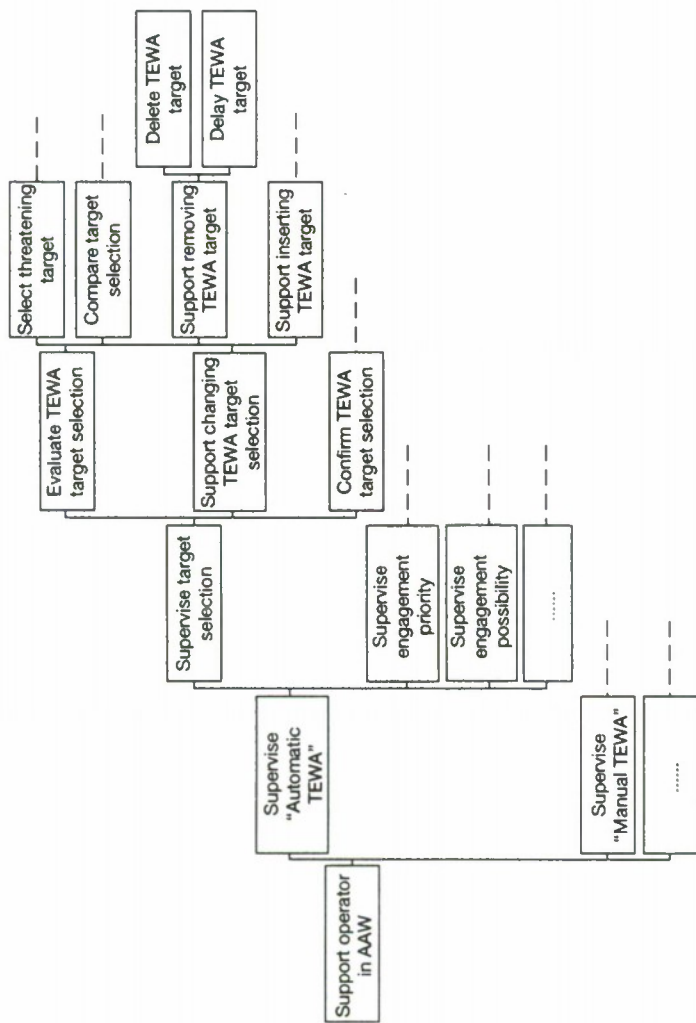 Support operator
in AAW
Supervise
“Automatic
TEWA”
Supervise
“Manual TEWA”
.......
Supervise target
selection
Supervise
engagement
priority
Supervise
engagement
possibility
.......
Evaluate TEWA
target selection
Support changing
TEWA target
selection
Confirm TEWA
target selection
Select threatening
target
Compare target
selection
Support removing
TEWA target
Support inserting
TEWA target
Delete TEWA
target
Delay TEWA
target